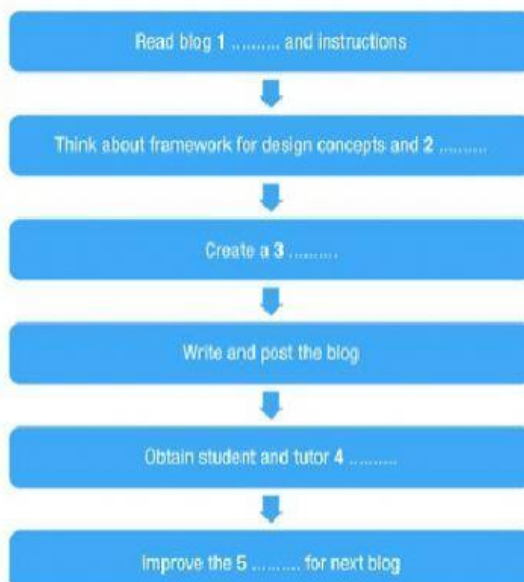 Read blog 1 .......... and instructions
Think about framework for design concepts and 2 ..........
Create a 3 ..........
Write and post the blog
Obtain student and tutor 4 ..........
Improve the 5 .......... for next blog